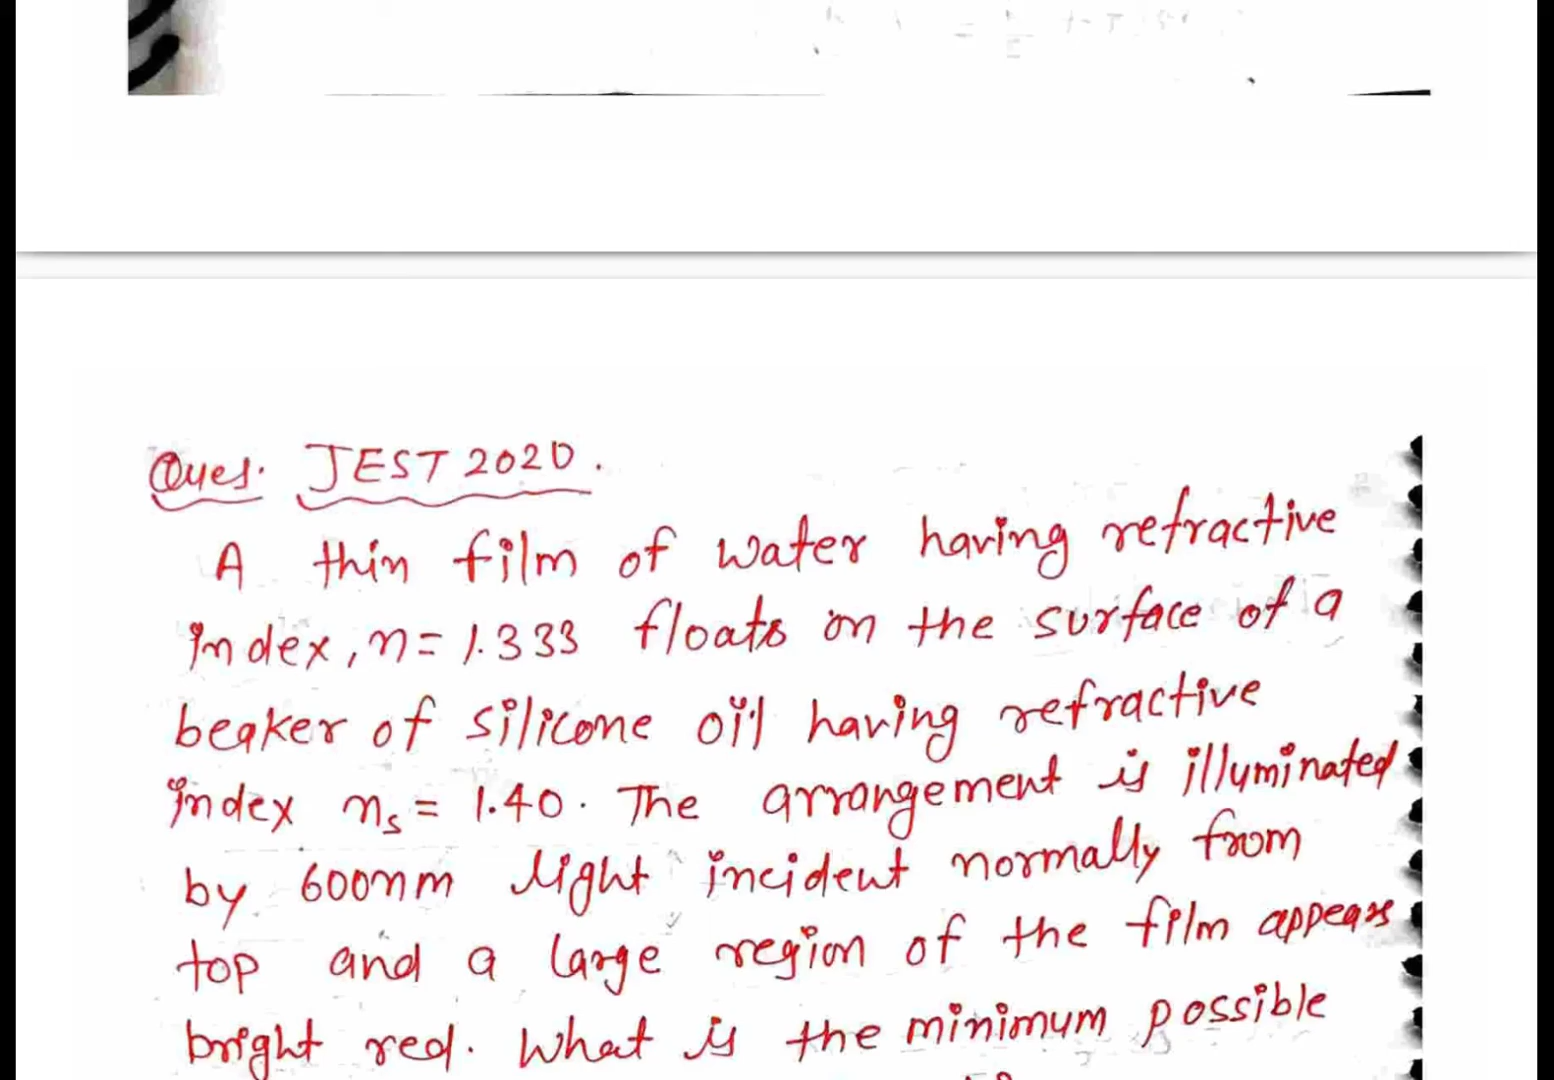 Ques. JEST 2020.
A thin film of water having refractive
index, n = 1.333 floats on the surface of a
beaker of silicone oil having refractive
index ns = 1.40. The arrangement is illuminated
by 600nm light incident normally from
top and a large region of the film appears
bright red. What is the minimum possible